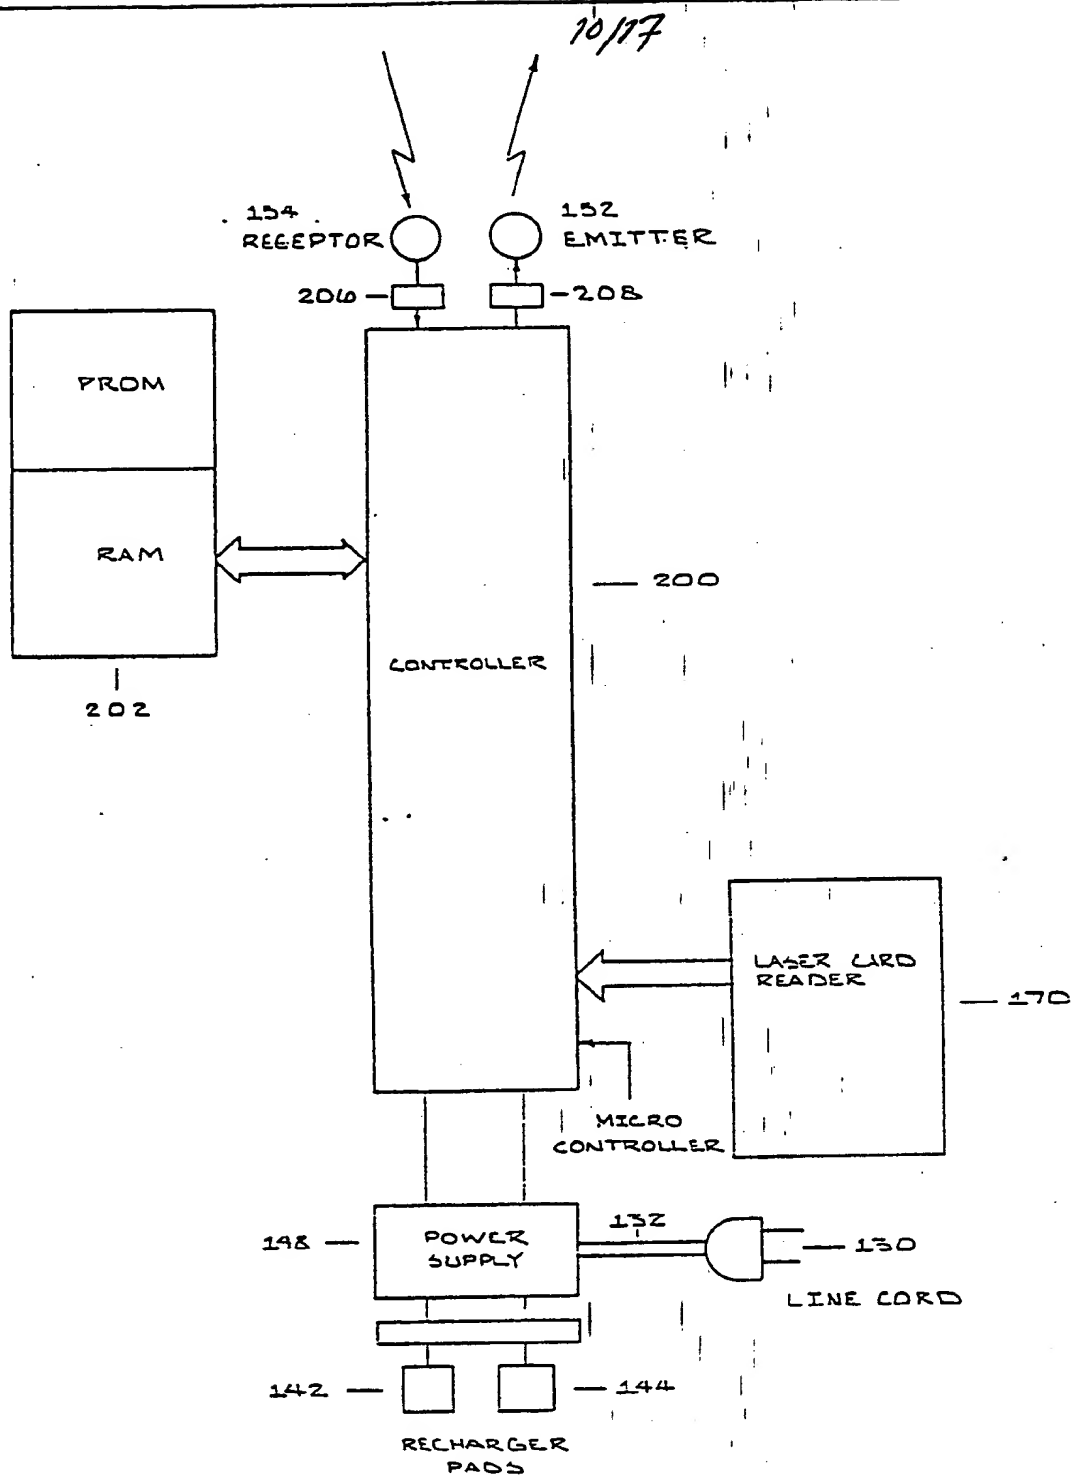 10/17
154
RECEPTOR
152
EMITTER
206
208
PROM
RAM
202
200
CONTROLLER
LASER CARD
READER
170
MICRO
CONTROLLER
148
POWER
SUPPLY
132
130
LINE CORD
142
144
RECHARGER
PADS